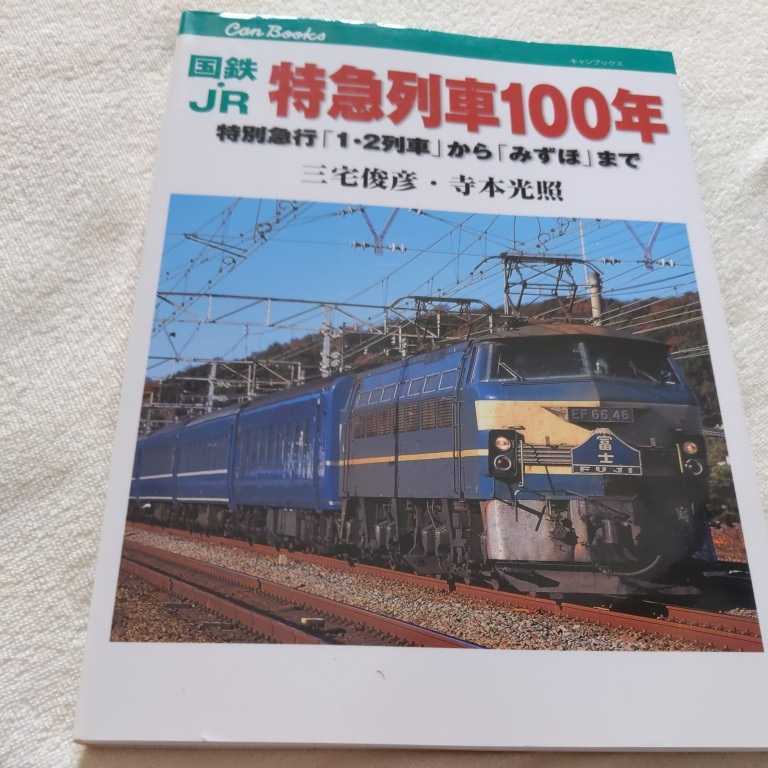 Can Books
キャンブックス
国鉄・JR 特急列車100年
特別急行「1・2列車」から「みずほ」まで
三宅俊彦・寺本光照
EF 66 46
富士
FUJI